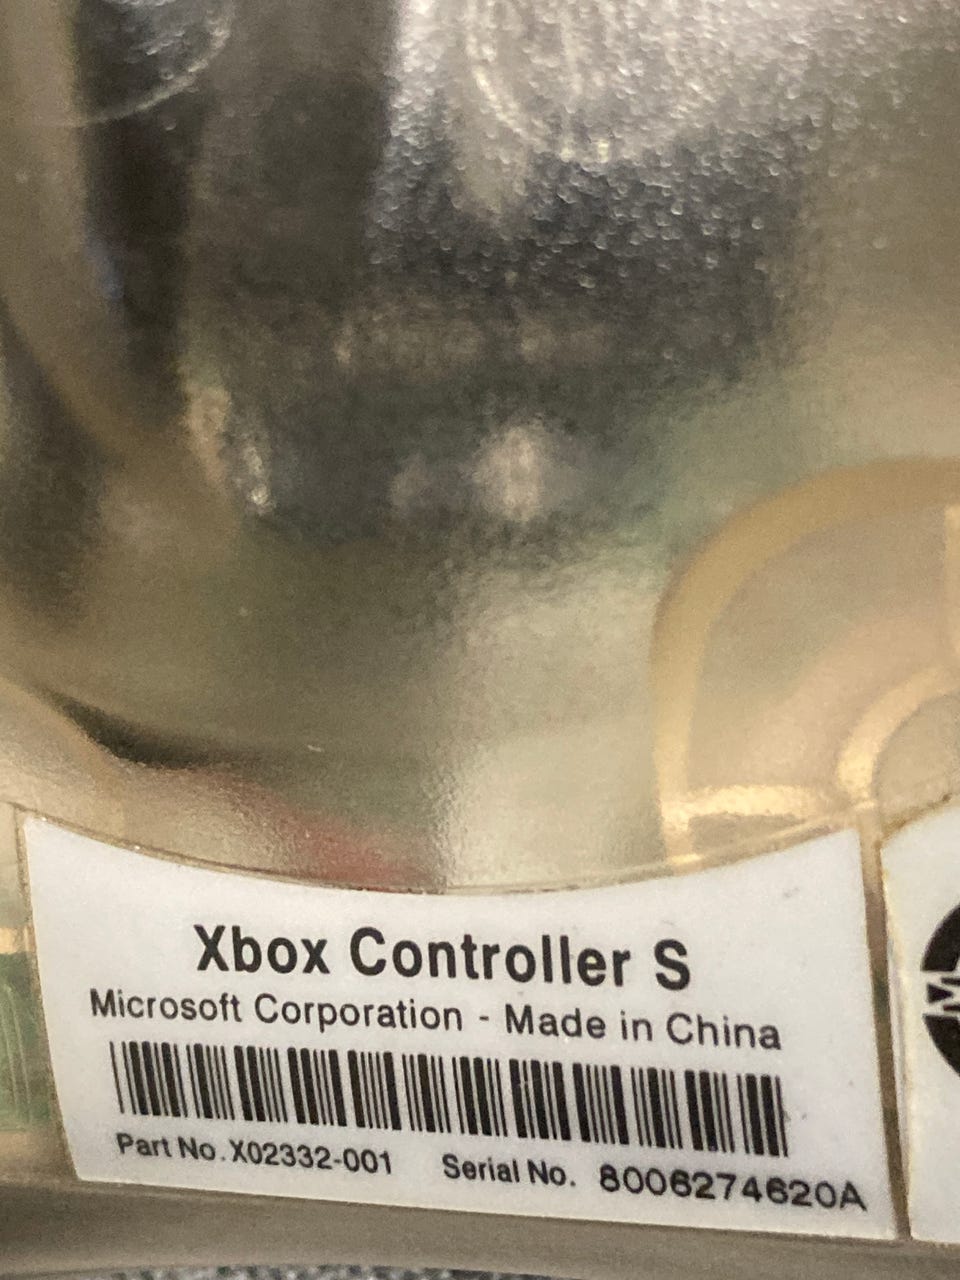 Xbox Controller S
Microsoft Corporation - Made in China
Part No. X02332-001 Serial No. 8006274620A
M